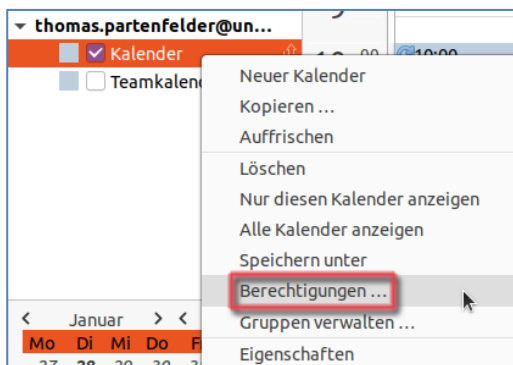 thomas.partenfelder@un...
Kalender
10:00
Neuer Kalender
Kopieren ...
Auffrischen
Löschen
Nur diesen Kalender anzeigen
Alle Kalender anzeigen
Speichern unter
Berechtigungen ...
Gruppen verwalten ...
Eigenschaften
Januar
Mo Di Mi Do
28